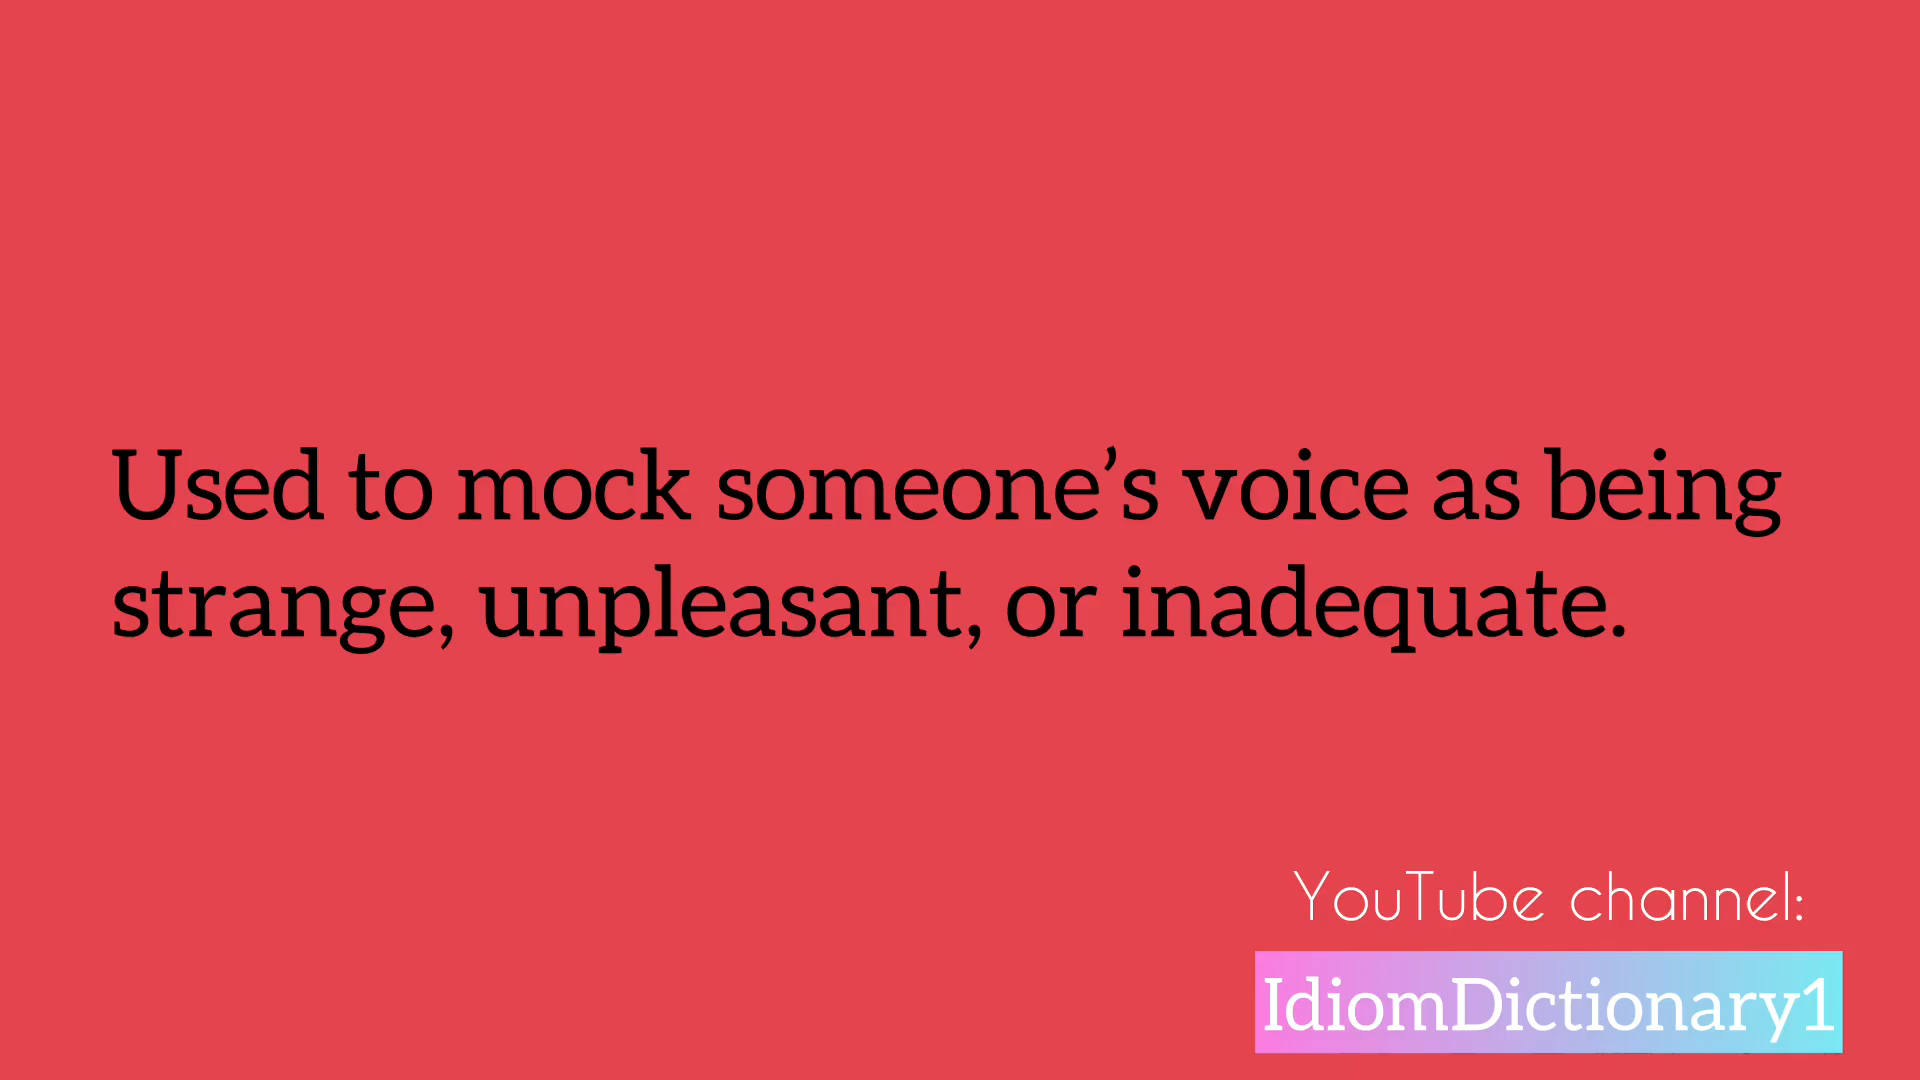 Used to mock someone’s voice as being
strange, unpleasant, or inadequate.
YouTube channel:
IdiomDictionary1